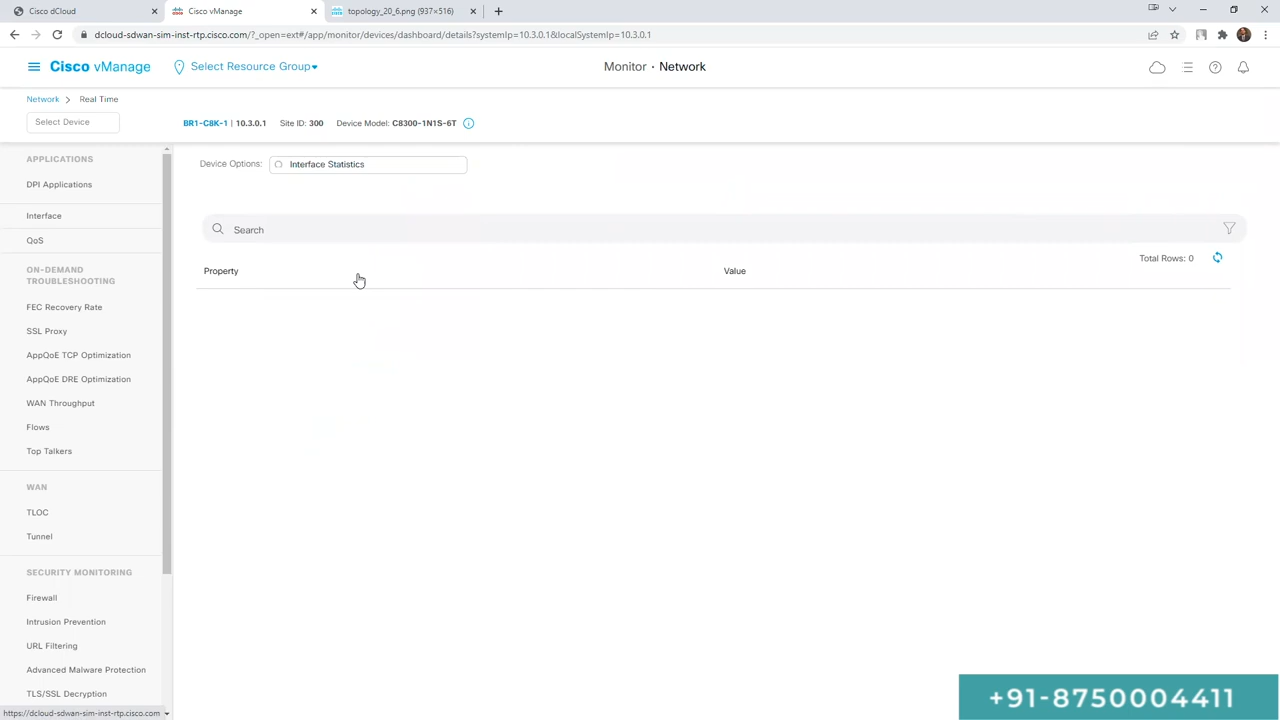 Cisco dCloud
Cisco vManage
topology_20_6.png (937×516)
dcloud-sdwan-sim-inst-rtp.cisco.com/?_open=ext#/app/monitor/devices/dashboard/details?systemIp=10.3.0.1&localSystemIp=10.3.0.1
Cisco vManage
Select Resource Group
Monitor · Network
Network
Real Time
Select Device
BR1-C8K-1 | 10.3.0.1 Site ID: 300 Device Model: C8300-1N1S-6T
APPLICATIONS
DPI Applications
Interface
QoS
ON-DEMAND
TROUBLESHOOTING
FEC Recovery Rate
SSL Proxy
AppQoE TCP Optimization
AppQoE DRE Optimization
WAN Throughput
Flows
Top Talkers
WAN
TLOC
Tunnel
SECURITY MONITORING
Firewall
Intrusion Prevention
URL Filtering
Advanced Malware Protection
TLS/SSL Decryption
https://dcloud-sdwan-sim-inst-rtp.cisco.com
Device Options: Interface Statistics
Search
Total Rows: 0
Property Value
+91-8750004411